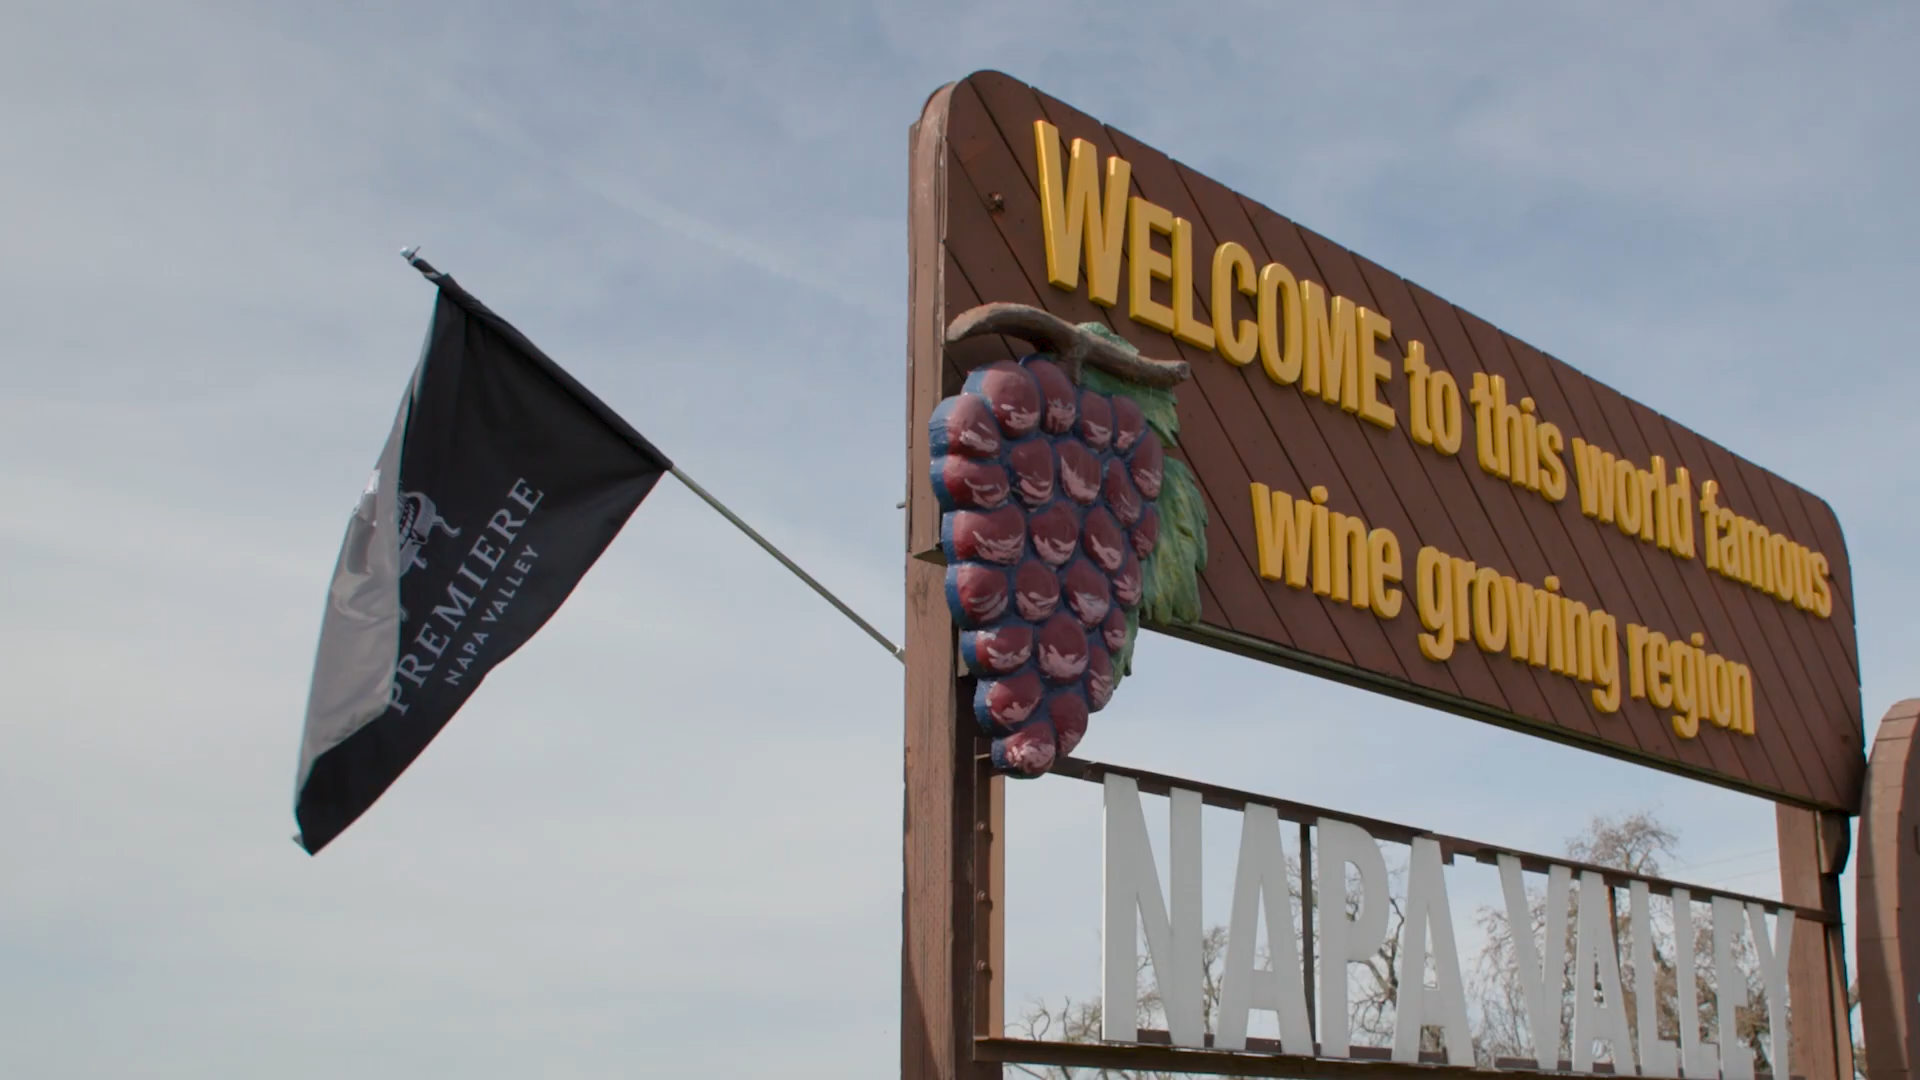 WELCOME to this world famous
wine growing region
NAPA VALLEY
PREMIERE
NAPA VALLEY